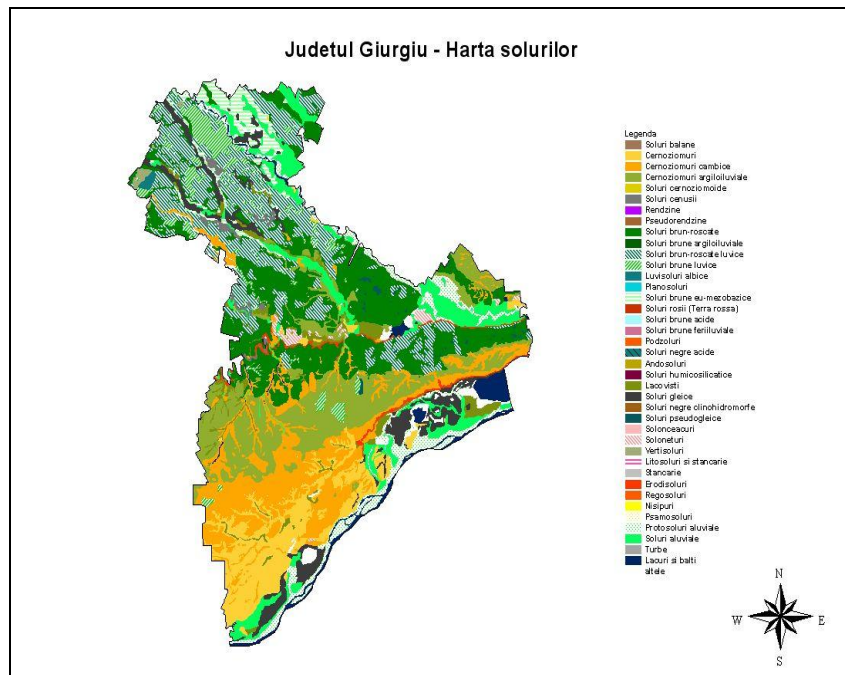 Judetul Giurgiu - Harta solurilor
Legenda
Soluri balane
Cernoziomuri
Cernoziomuri cambice
Cernoziomuri argiloiluviale
Soluri cernoziomoide
Soluri cenusii
Rendzine
Pseudorendzine
Soluri brun-roscate
Soluri brune argiloiluviale
Soluri brun-roscate luvice
Soluri brune luvice
Luvisoluri albice
Planosoluri
Soluri brune eu-mezobazice
Soluri rosii (Terra rossa)
Soluri brune acide
Soluri brune feriiluviale
Podzoluri
Soluri negre acide
Andosoluri
Soluri humicosilicatice
Lacovisti
Soluri gleice
Soluri negre clinohidromorfe
Soluri pseudogleice
Solonceacuri
Soloneturi
Vertisoluri
Litosoluri si stancarie
Stancarie
Erodisoluri
Regosoluri
Nisipuri
Psamosoluri
Protosoluri aluviale
Soluri aluviale
Turbe
Lacuri si balti
altele
N
W E
S